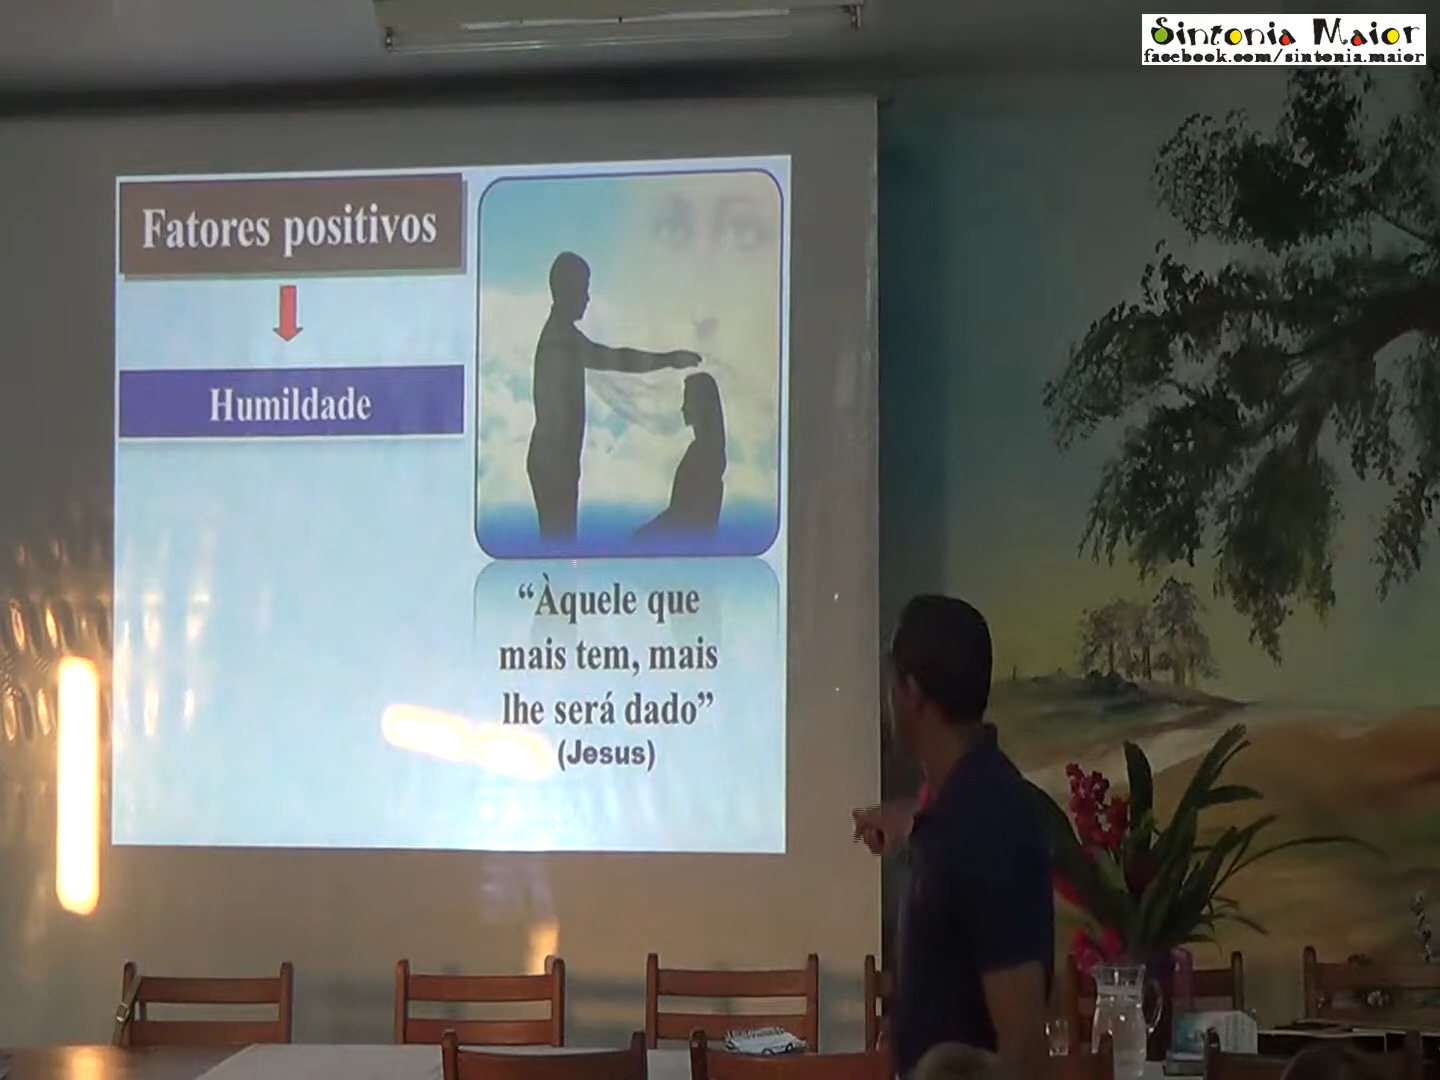 Sintonia Maior
facebook.com/sintonia.maior
Fatores positivos
Humildade
“Àquele que
mais tem, mais
lhe será dado”
(Jesus)